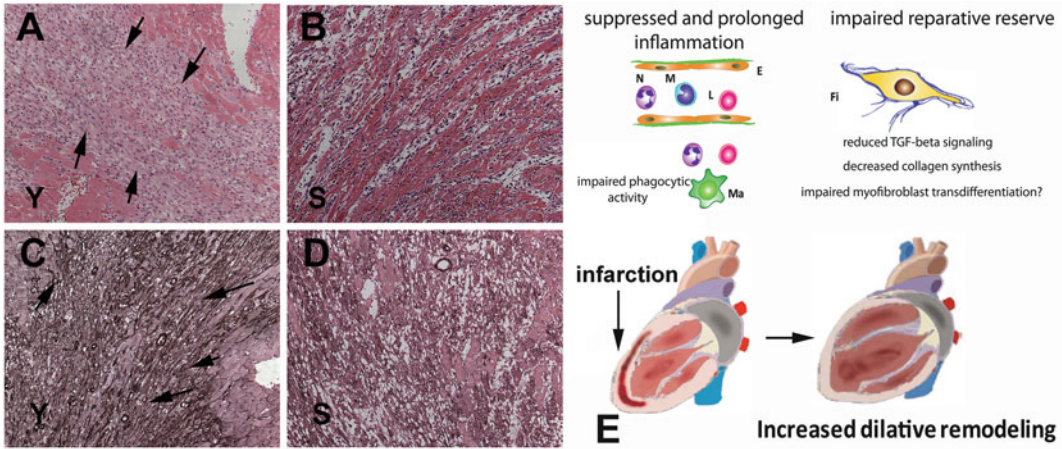 A
Y
B
S
C
Y
D
S
suppressed and prolonged
inflammation
N
M
E
L
impaired phagocytic
activity
Ma
impaired reparative reserve
Fi
reduced TGF-beta signaling
decreased collagen synthesis
impaired myofibroblast transdifferentiation?
infarction
E
Increased dilative remodeling